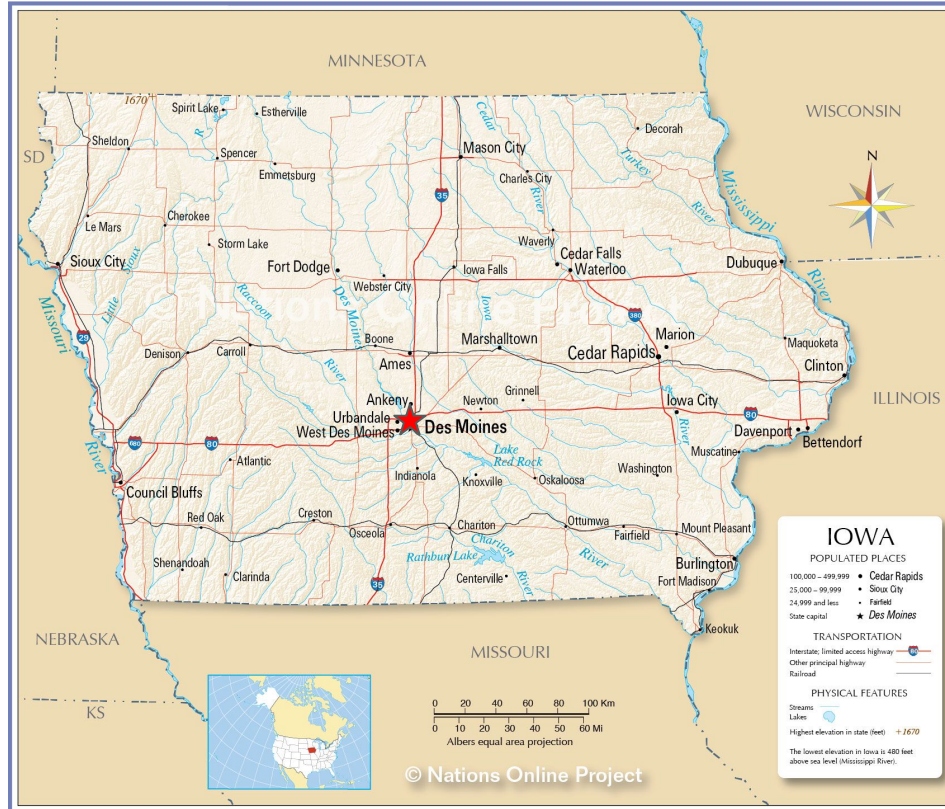 MINNESOTA
WISCONSIN
SD
1670 +
Spirit Lake
Estherville
Cedar
Decorah
N
Sheldon
R
Spencer
Emmetsburg
Mason City
Charles City
Turkey
River
River
Mississippi
35
Le Mars
Cherokee
Storm Lake
Waverly
Cedar Falls
Waterloo
Sioux City
Sioux
Little
Fort Dodge
Webster City
Iowa Falls
Dubuque
River
Raccoon
Des Moines
Iowa
Missouri
29
380
Denison
Carroll
Boone
Ames
Marshalltown
Marion
Cedar Rapids
Maquoketa
Clinton
River
Ankeny
Newton
Grinnell
Iowa City
ILLINOIS
Urbandale
West Des Moines
Des Moines
80
River
Davenport
Bettendorf
680
80
River
Atlantic
Lake
Red Rock
Muscatine
Washington
Indianola
Knoxville
Oskaloosa
Council Bluffs
Red Oak
Creston
Osceola
Chariton
Ottumwa
Fairfield
Mount Pleasant
Chariton
River
Rathbun Lake
River
Burlington
Shenandoah
Clarinda
35
Centerville
Fort Madison
Keokuk
NEBRASKA
MISSOURI
KS
0 20 40 60 80 100 Km
0 10 20 30 40 50 60 Mi
Albers equal area projection
© Nations Online Project
IOWA
POPULATED PLACES
100,000 – 499,999 Cedar Rapids
25,000 – 99,999 Sioux City
24,999 and less Fairfield
State capital Des Moines
TRANSPORTATION
Interstate; limited access highway 80
Other principal highway
Railroad
PHYSICAL FEATURES
Streams
Lakes
Highest elevation in state (feet) +1670
The lowest elevation in Iowa is 480 feet
above sea level (Mississippi River).